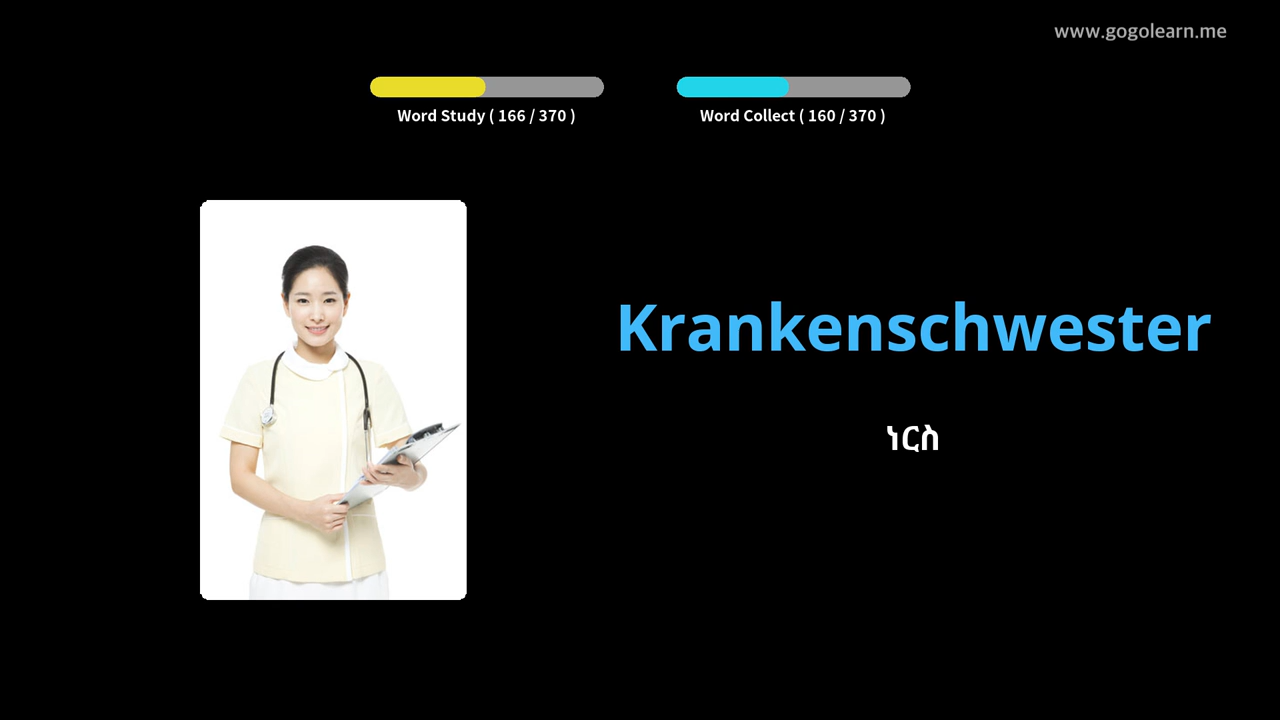 www.gogolearn.me
Word Study ( 166 / 370 )
Word Collect ( 160 / 370 )
Krankenschwester
ነርስ